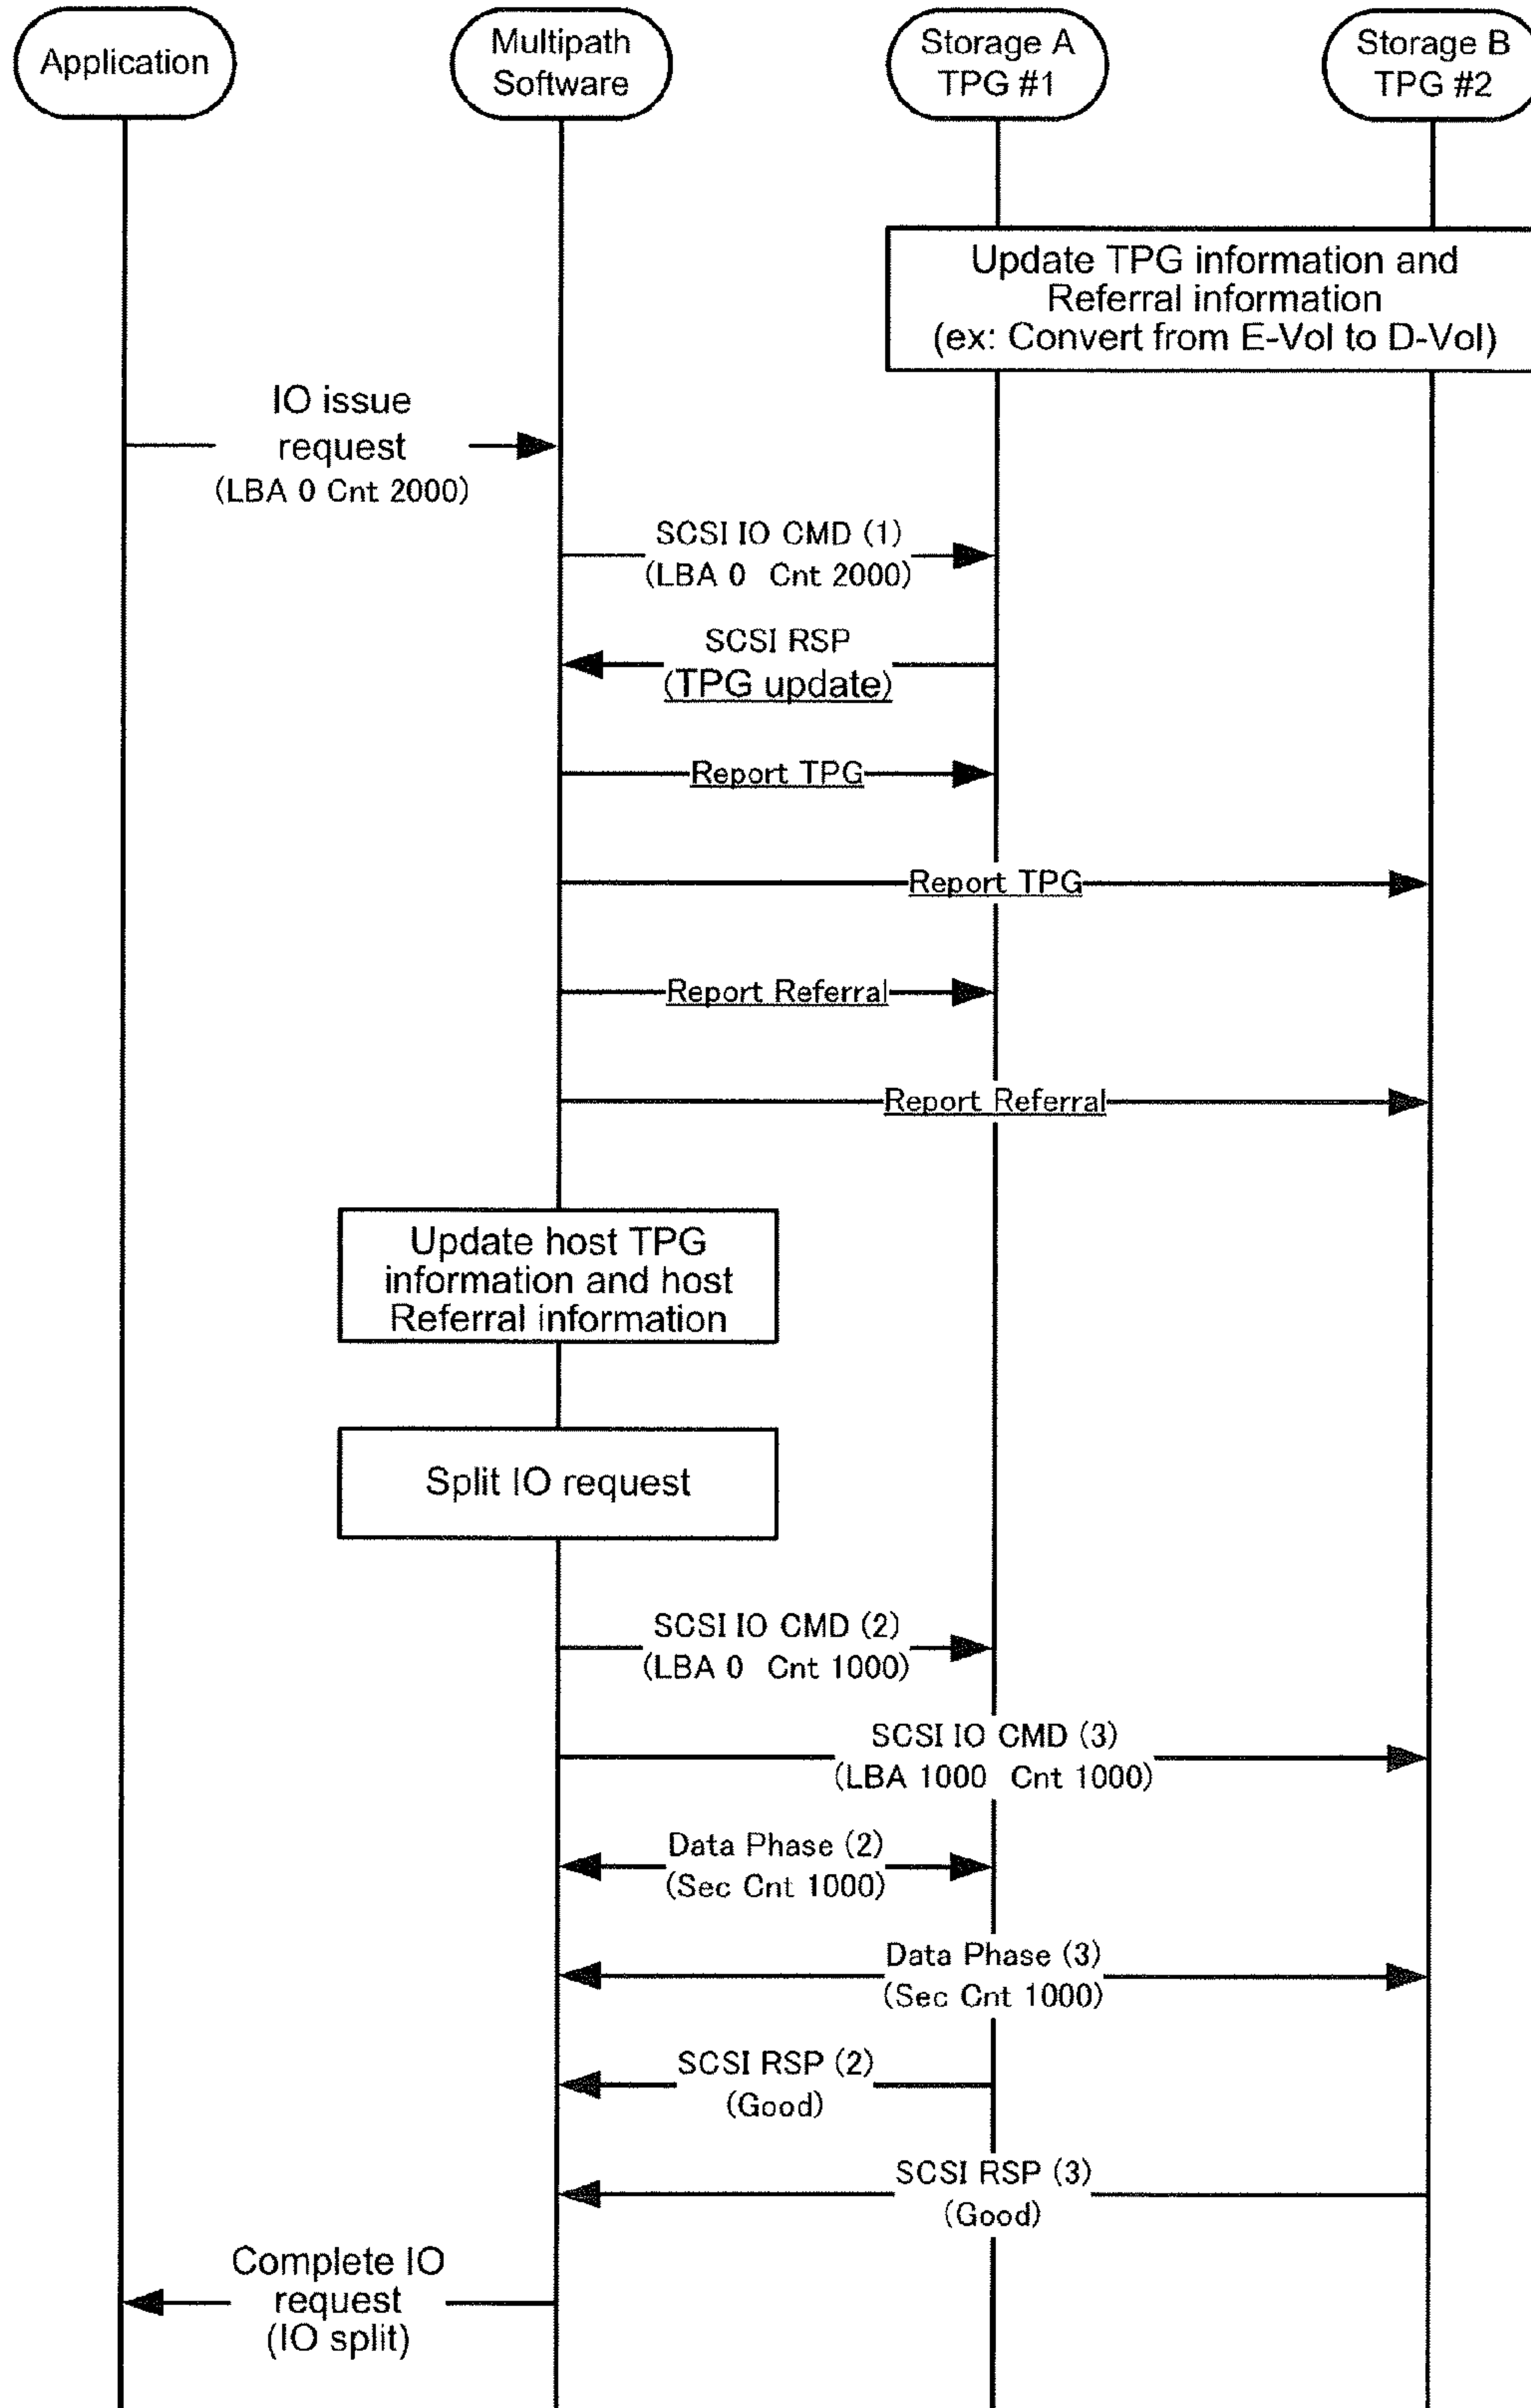 Application
Multipath
Software
Storage A
TPG #1
Storage B
TPG #2
Update TPG information and
Referral information
(ex: Convert from E-Vol to D-Vol)
IO issue
request
(LBA 0 Cnt 2000)
SCSI IO CMD (1)
(LBA 0 Cnt 2000)
SCSI RSP
(TPG update)
Report TPG
Report TPG
Report Referral
Report Referral
Update host TPG
information and host
Referral information
Split IO request
SCSI IO CMD (2)
(LBA 0 Cnt 1000)
SCSI IO CMD (3)
(LBA 1000 Cnt 1000)
Data Phase (2)
(Sec Cnt 1000)
Data Phase (3)
(Sec Cnt 1000)
SCSI RSP (2)
(Good)
SCSI RSP (3)
(Good)
Complete IO
request
(IO split)